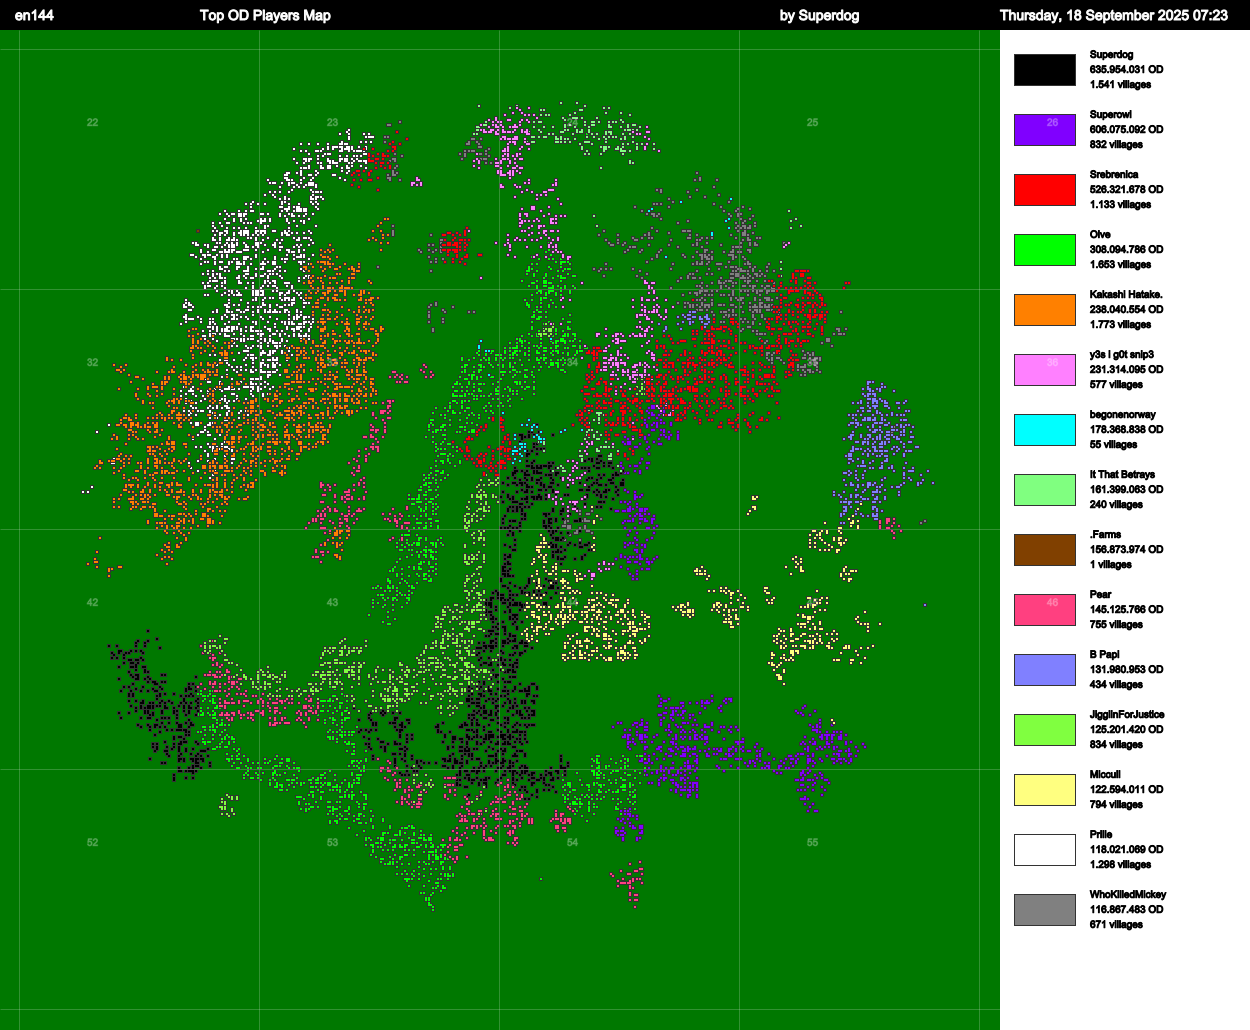 en144 Top OD Players Map by Superdog Thursday, 18 September 2025 07:23
Superdog
635.954.031 OD
1.541 villages
Superowl
606.075.092 OD
832 villages
Srebrenica
526.321.678 OD
1.133 villages
Olve
308.094.786 OD
1.653 villages
Kakashi Hatake.
238.040.554 OD
1.773 villages
y3s i g0t snip3
231.314.095 OD
577 villages
begonenorway
178.368.838 OD
55 villages
It That Betrays
161.399.063 OD
240 villages
.Farms
156.873.974 OD
1 villages
Pear
145.125.766 OD
755 villages
B Papi
131.980.953 OD
434 villages
JigglinForJustice
125.201.420 OD
834 villages
Miccull
122.594.011 OD
794 villages
Prille
118.021.069 OD
1.298 villages
WhoKilledMickey
116.867.483 OD
671 villages
22 23 25 26
32 36
42 43 46
52 53 54 55